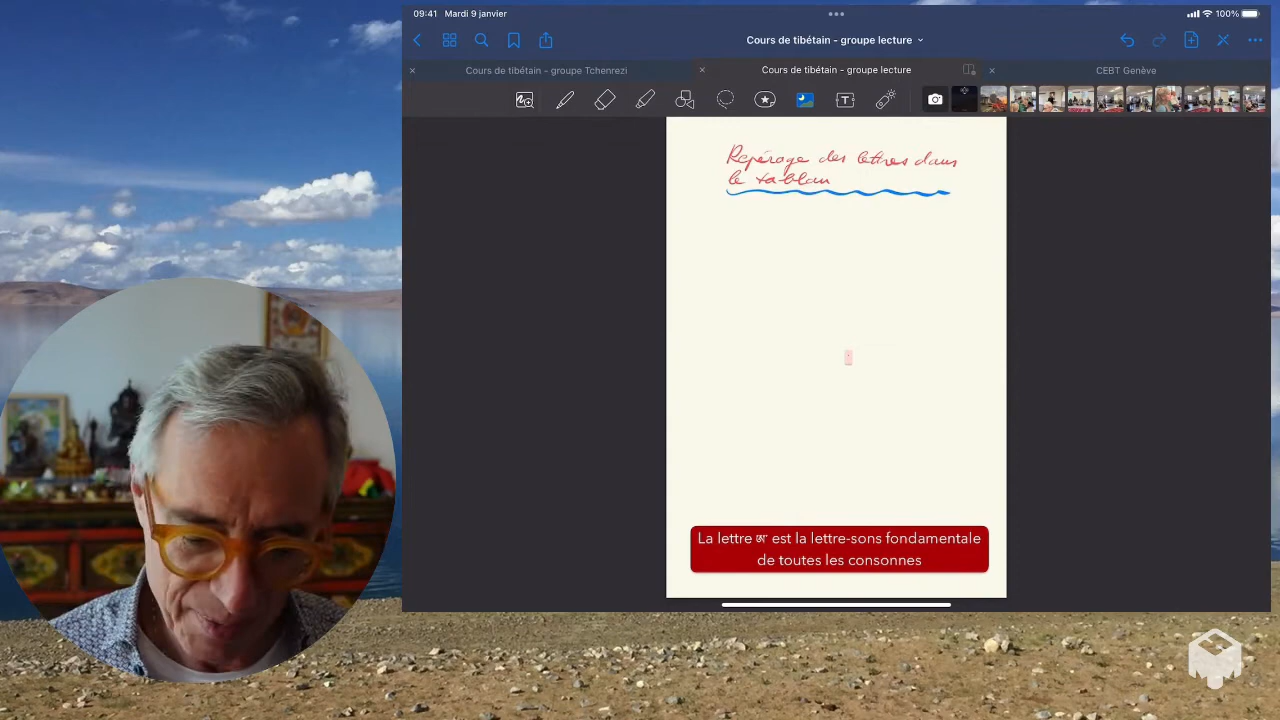 09:41 Mardi 9 janvier
100%
Cours de tibétain - groupe lecture
Cours de tibétain - groupe Tchenrezi
Cours de tibétain - groupe lecture
CEBT Genève
Repérage des lettres dans
le tableau
La lettre ཨ་ est la lettre-sons fondamentale
de toutes les consonnes